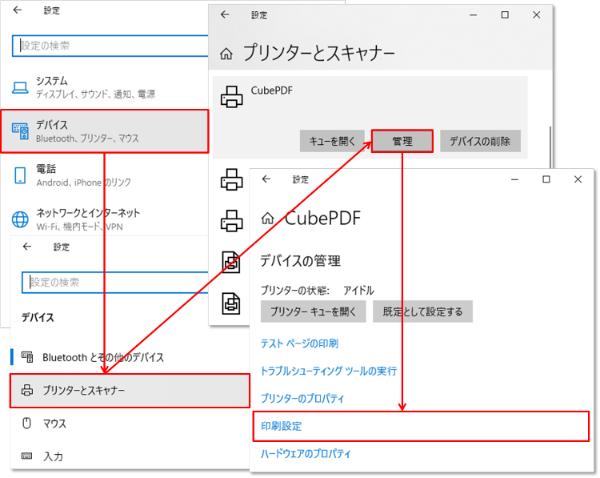 設定
設定の検索
システム
ディスプレイ、サウンド、通知、電源
デバイス
Bluetooth、プリンター、マウス
電話
Android、iPhone のリンク
ネットワークとインターネット
Wi-Fi、機内モード、VPN
設定
設定の検索
デバイス
Bluetooth とその他のデバイス
プリンターとスキャナー
マウス
入力
設定
プリンターとスキャナー
CubePDF
キューを開く
管理
デバイスの削除
設定
CubePDF
デバイスの管理
プリンターの状態: アイドル
プリンター キューを開く
既定として設定する
テスト ページの印刷
トラブルシューティング ツールの実行
プリンターのプロパティ
印刷設定
ハードウェアのプロパティ